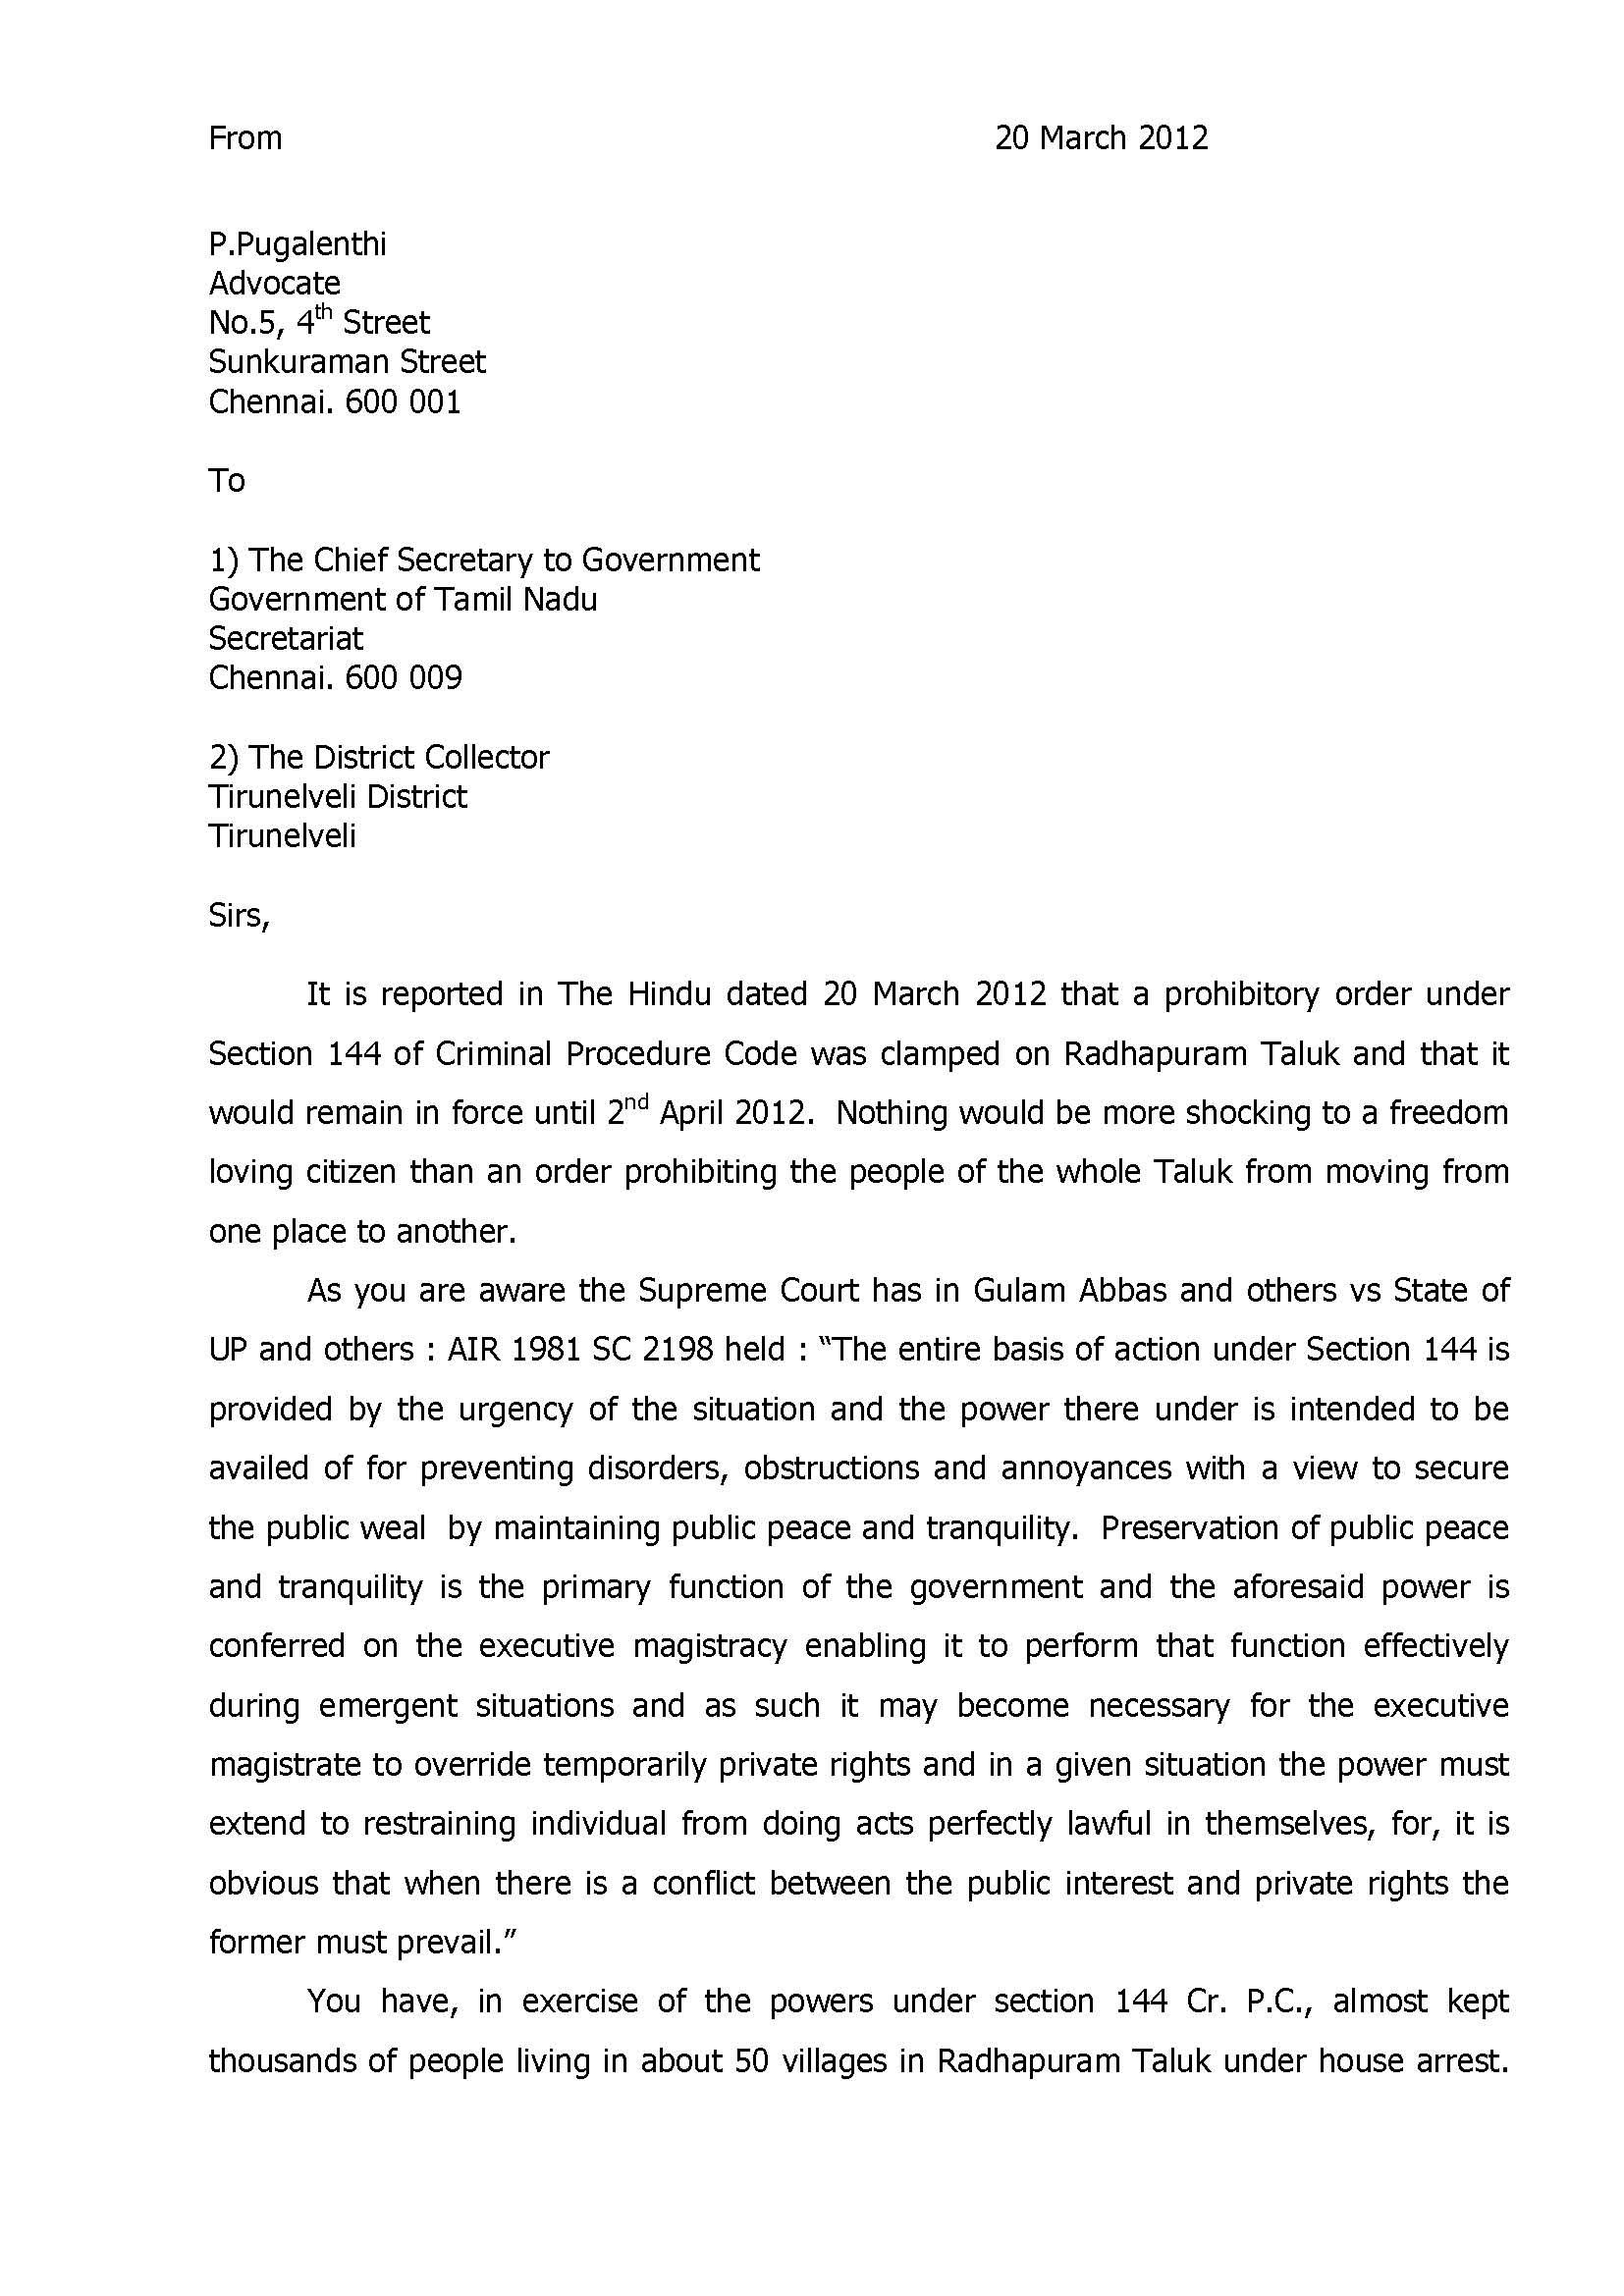 From 20 March 2012
P.Pugalenthi
Advocate
No.5, 4th Street
Sunkuraman Street
Chennai. 600 001
To
1) The Chief Secretary to Government
Government of Tamil Nadu
Secretariat
Chennai. 600 009
2) The District Collector
Tirunelveli District
Tirunelveli
Sirs,
It is reported in The Hindu dated 20 March 2012 that a prohibitory order under
Section 144 of Criminal Procedure Code was clamped on Radhapuram Taluk and that it
would remain in force until 2nd April 2012. Nothing would be more shocking to a freedom
loving citizen than an order prohibiting the people of the whole Taluk from moving from
one place to another.
As you are aware the Supreme Court has in Gulam Abbas and others vs State of
UP and others : AIR 1981 SC 2198 held : “The entire basis of action under Section 144 is
provided by the urgency of the situation and the power there under is intended to be
availed of for preventing disorders, obstructions and annoyances with a view to secure
the public weal by maintaining public peace and tranquility. Preservation of public peace
and tranquility is the primary function of the government and the aforesaid power is
conferred on the executive magistracy enabling it to perform that function effectively
during emergent situations and as such it may become necessary for the executive
magistrate to override temporarily private rights and in a given situation the power must
extend to restraining individual from doing acts perfectly lawful in themselves, for, it is
obvious that when there is a conflict between the public interest and private rights the
former must prevail.”
You have, in exercise of the powers under section 144 Cr. P.C., almost kept
thousands of people living in about 50 villages in Radhapuram Taluk under house arrest.